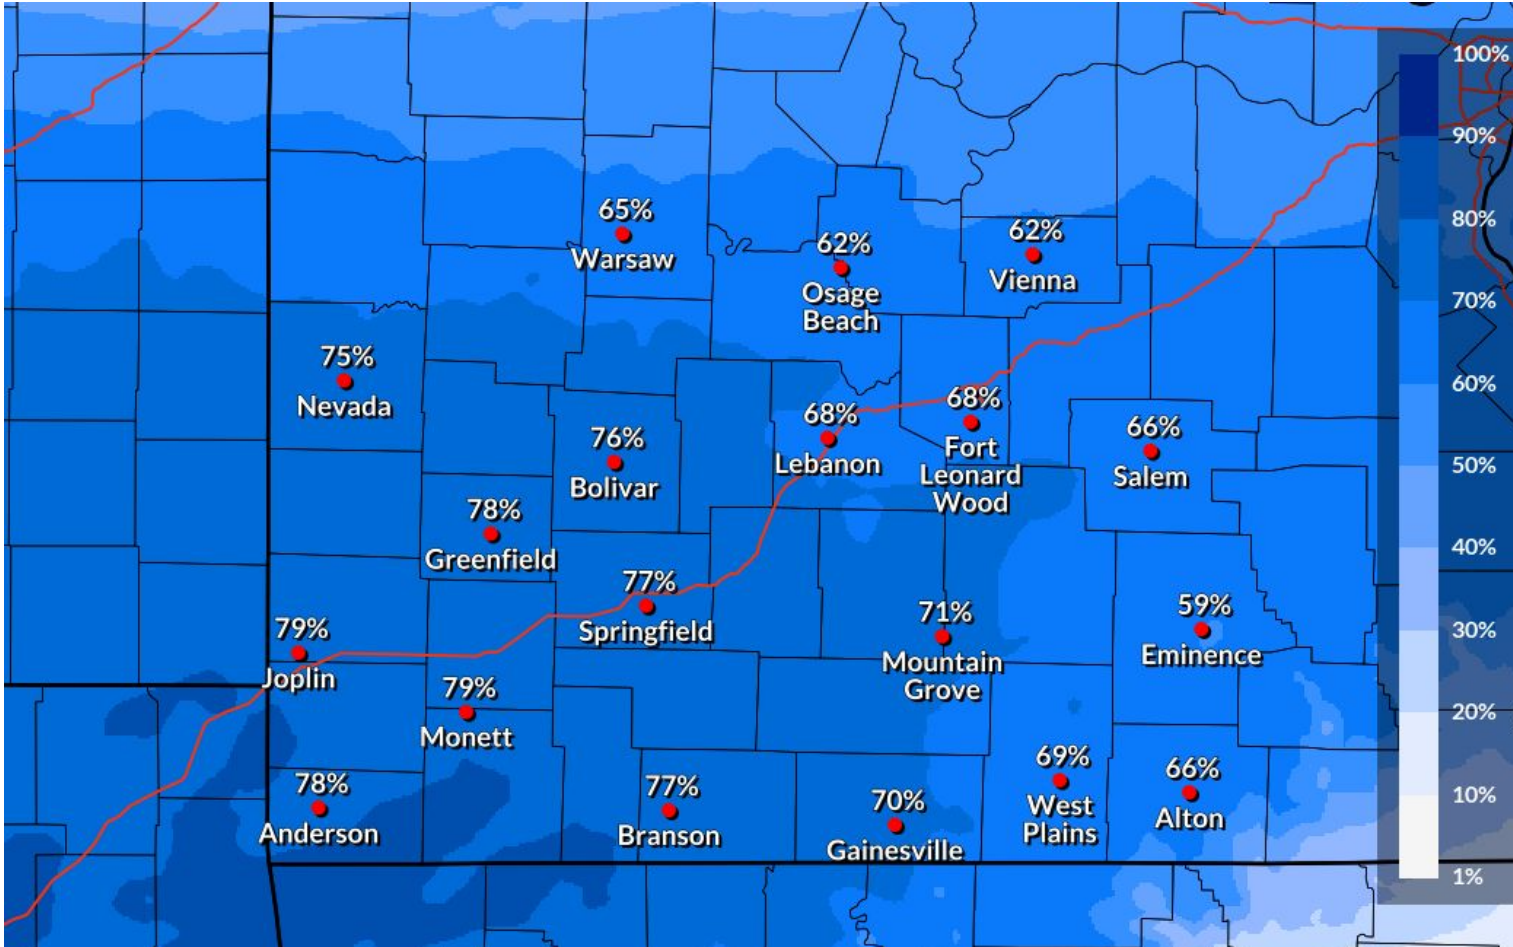 100%
90%
80%
70%
60%
50%
40%
30%
20%
10%
1%
65%
Warsaw
62%
Osage
Beach
62%
Vienna
75%
Nevada
76%
Bolivar
68%
Lebanon
68%
Fort
Leonard
Wood
66%
Salem
78%
Greenfield
77%
Springfield
79%
Joplin
79%
Monett
71%
Mountain
Grove
59%
Eminence
78%
Anderson
77%
Branson
70%
Gainesville
69%
West
Plains
66%
Alton